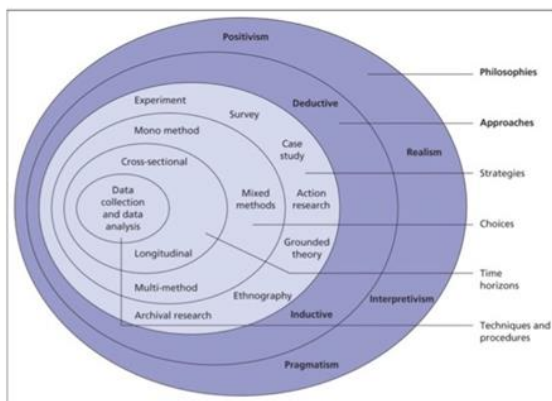 Positivism
Philosophies
Experiment
Deductive
Survey
Approaches
Mono method
Case
study
Realism
Cross-sectional
Strategies
Data
collection
and data
analysis
Mixed
methods
Action
research
Choices
Grounded
theory
Longitudinal
Time
horizons
Multi-method
Ethnography
Interpretivism
Archival research
Inductive
Techniques and
procedures
Pragmatism